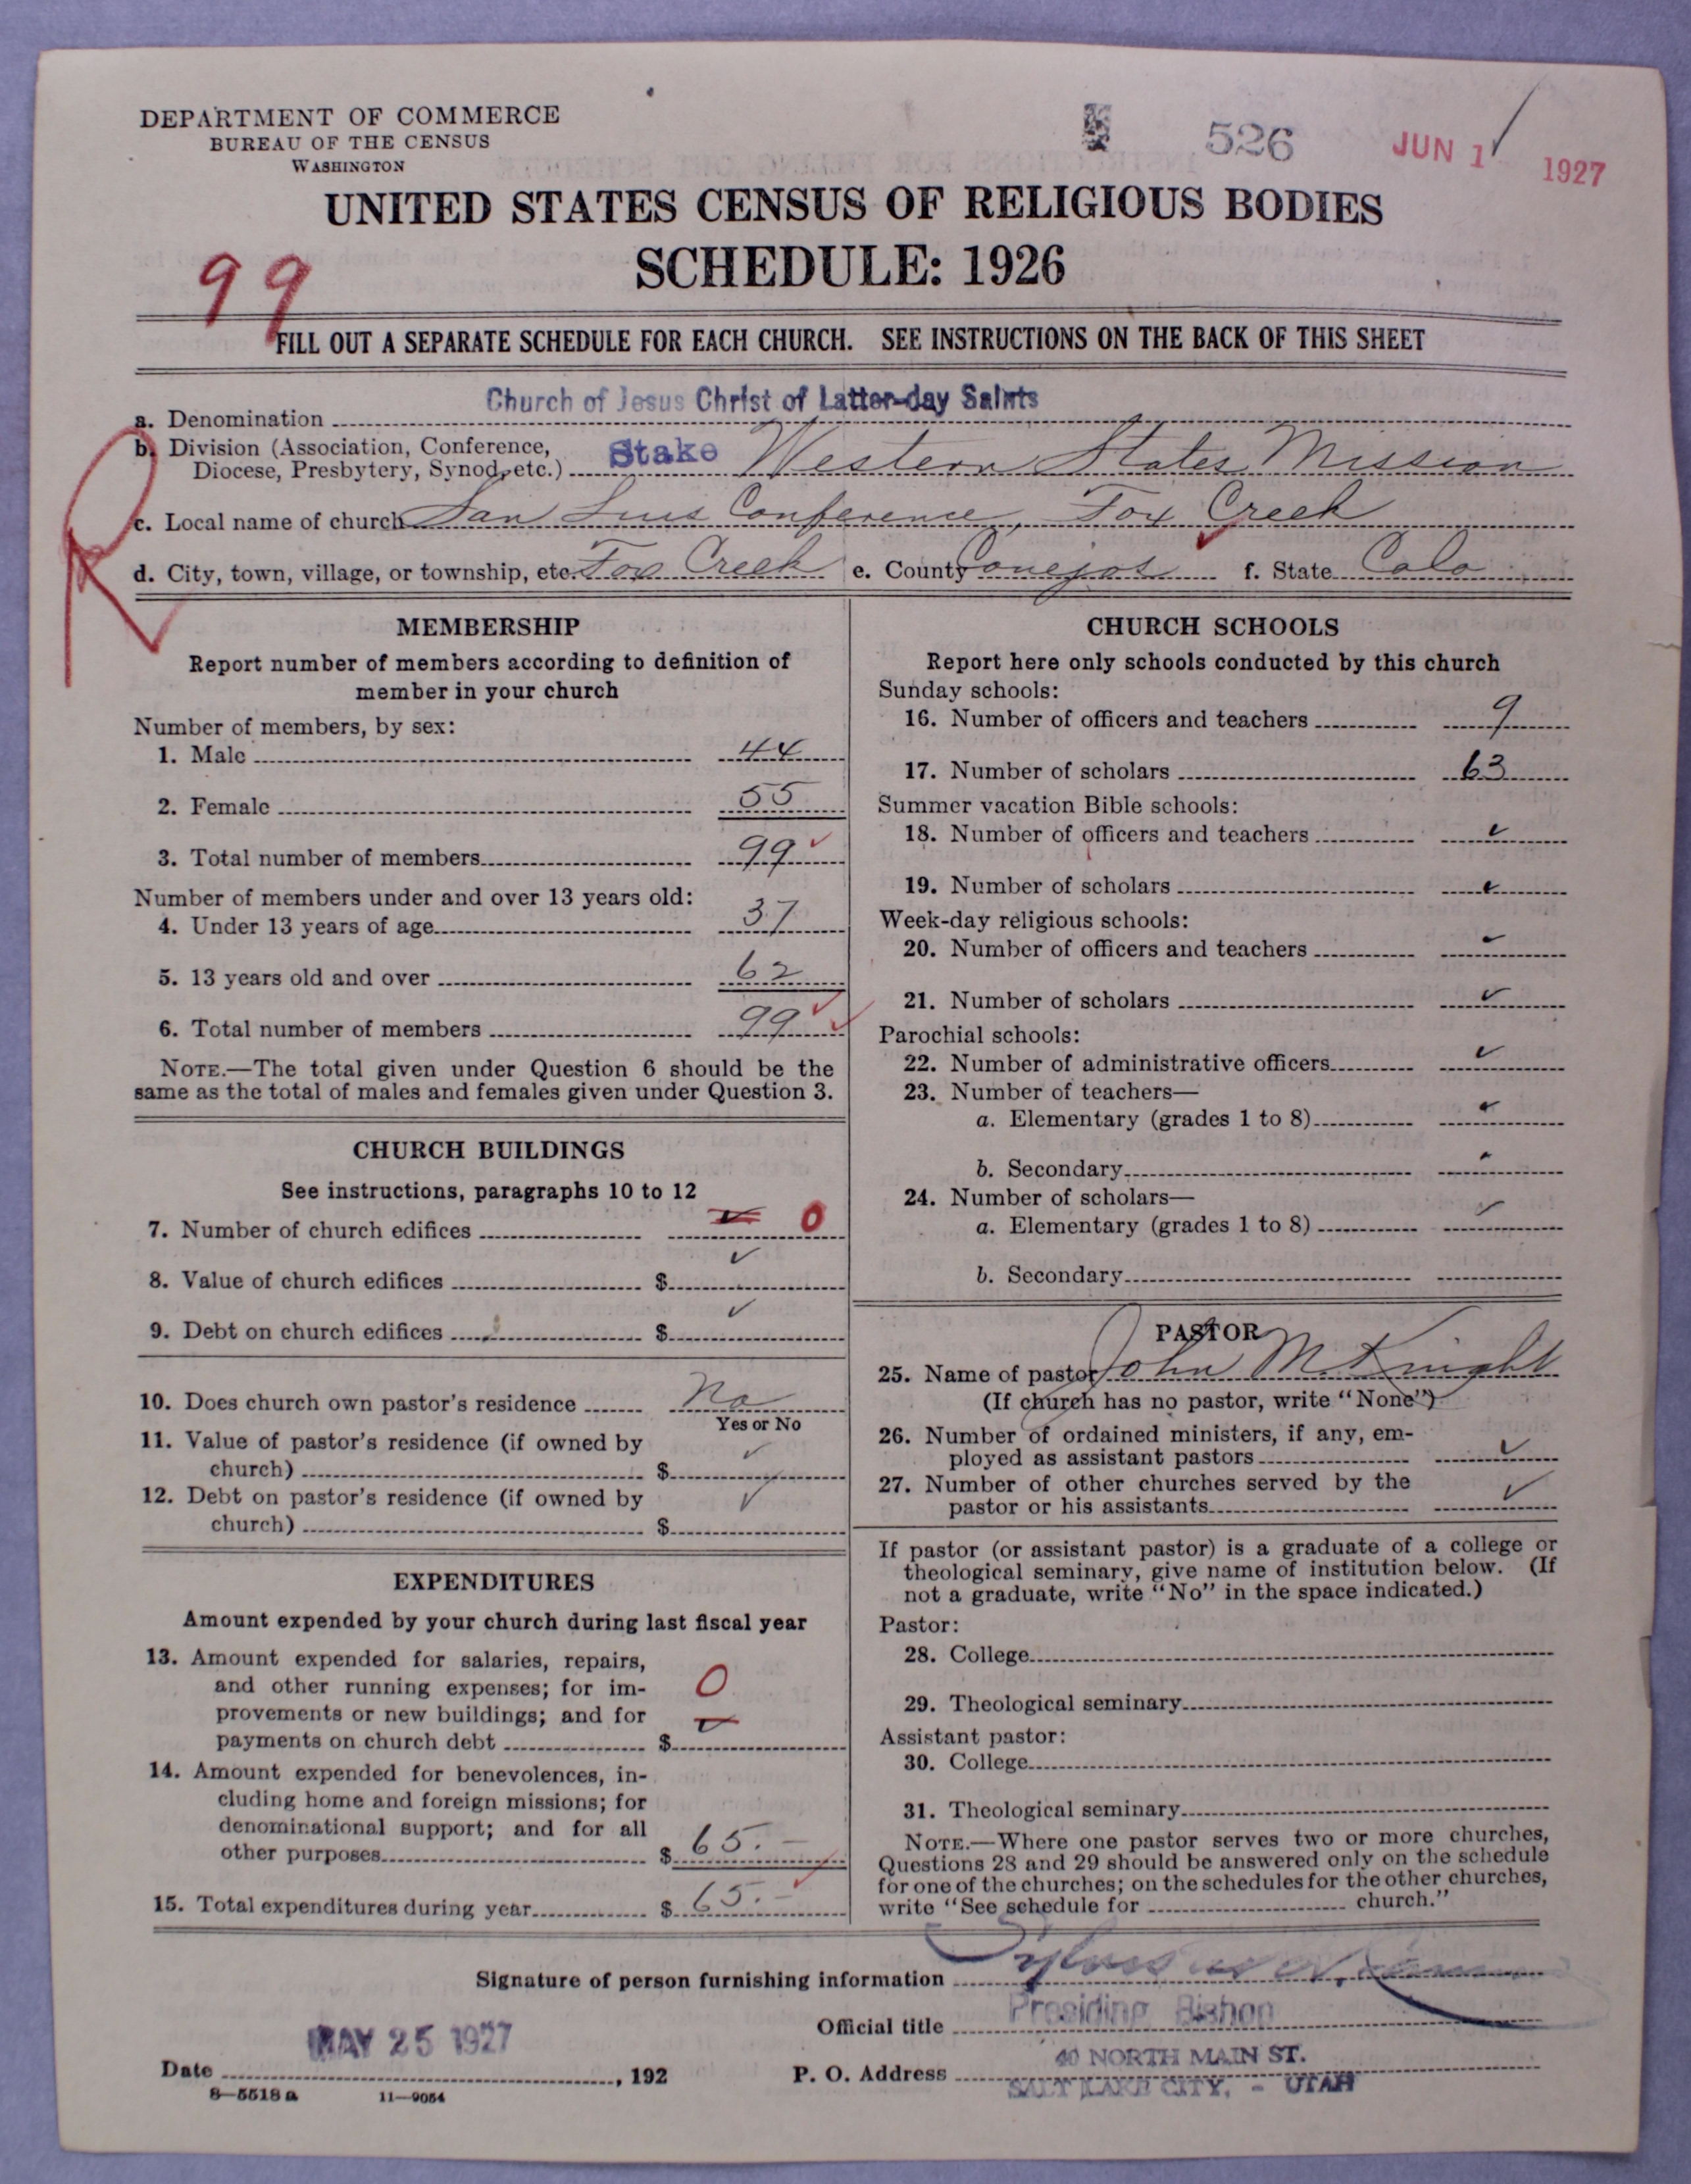 DEPARTMENT OF COMMERCE
BUREAU OF THE CENSUS
WASHINGTON
526
JUN 1 1927
UNITED STATES CENSUS OF RELIGIOUS BODIES
SCHEDULE: 1926
99
FILL OUT A SEPARATE SCHEDULE FOR EACH CHURCH. SEE INSTRUCTIONS ON THE BACK OF THIS SHEET
a. Denomination Church of Jesus Christ of Latter-day Saints
b. Division (Association, Conference,
Diocese, Presbytery, Synod, etc.) Stake Western States Mission
c. Local name of church San Luis Conference, Fox Creek
d. City, town, village, or township, etc. Fox Creek e. County Conejos f. State Colo
R
MEMBERSHIP
Report number of members according to definition of
member in your church
Number of members, by sex:
1. Male 44
2. Female 55
3. Total number of members 99 ✓
Number of members under and over 13 years old:
4. Under 13 years of age 37
5. 13 years old and over 62
6. Total number of members 99 ✓
NOTE.—The total given under Question 6 should be the
same as the total of males and females given under Question 3.
CHURCH BUILDINGS
See instructions, paragraphs 10 to 12
7. Number of church edifices 0
8. Value of church edifices $ ✓
9. Debt on church edifices $ ✓
10. Does church own pastor's residence No
Yes or No
11. Value of pastor's residence (if owned by
church) $ ✓
12. Debt on pastor's residence (if owned by
church) $ ✓
EXPENDITURES
Amount expended by your church during last fiscal year
13. Amount expended for salaries, repairs,
and other running expenses; for im-
provements or new buildings; and for
payments on church debt $ 0
14. Amount expended for benevolences, in-
cluding home and foreign missions; for
denominational support; and for all
other purposes $ 65.–
15. Total expenditures during year $ 65.–
CHURCH SCHOOLS
Report here only schools conducted by this church
Sunday schools:
16. Number of officers and teachers 9
17. Number of scholars 63
Summer vacation Bible schools:
18. Number of officers and teachers ✓
19. Number of scholars ✓
Week-day religious schools:
20. Number of officers and teachers ✓
21. Number of scholars ✓
Parochial schools:
22. Number of administrative officers ✓
23. Number of teachers—
a. Elementary (grades 1 to 8) ✓
b. Secondary ✓
24. Number of scholars—
a. Elementary (grades 1 to 8) ✓
b. Secondary
PASTOR
25. Name of pastor John M. Knight
(If church has no pastor, write "None")
26. Number of ordained ministers, if any, em-
ployed as assistant pastors ✓
27. Number of other churches served by the
pastor or his assistants ✓
If pastor (or assistant pastor) is a graduate of a college or
theological seminary, give name of institution below. (If
not a graduate, write "No" in the space indicated.)
Pastor:
28. College
29. Theological seminary
Assistant pastor:
30. College
31. Theological seminary
NOTE.—Where one pastor serves two or more churches,
Questions 28 and 29 should be answered only on the schedule
for one of the churches; on the schedules for the other churches,
write "See schedule for church."
Signature of person furnishing information
Official title Presiding Bishop
Date MAY 25 1927, 192
P. O. Address 40 NORTH MAIN ST.
SALT LAKE CITY, - UTAH
8—5518 a 11—9054